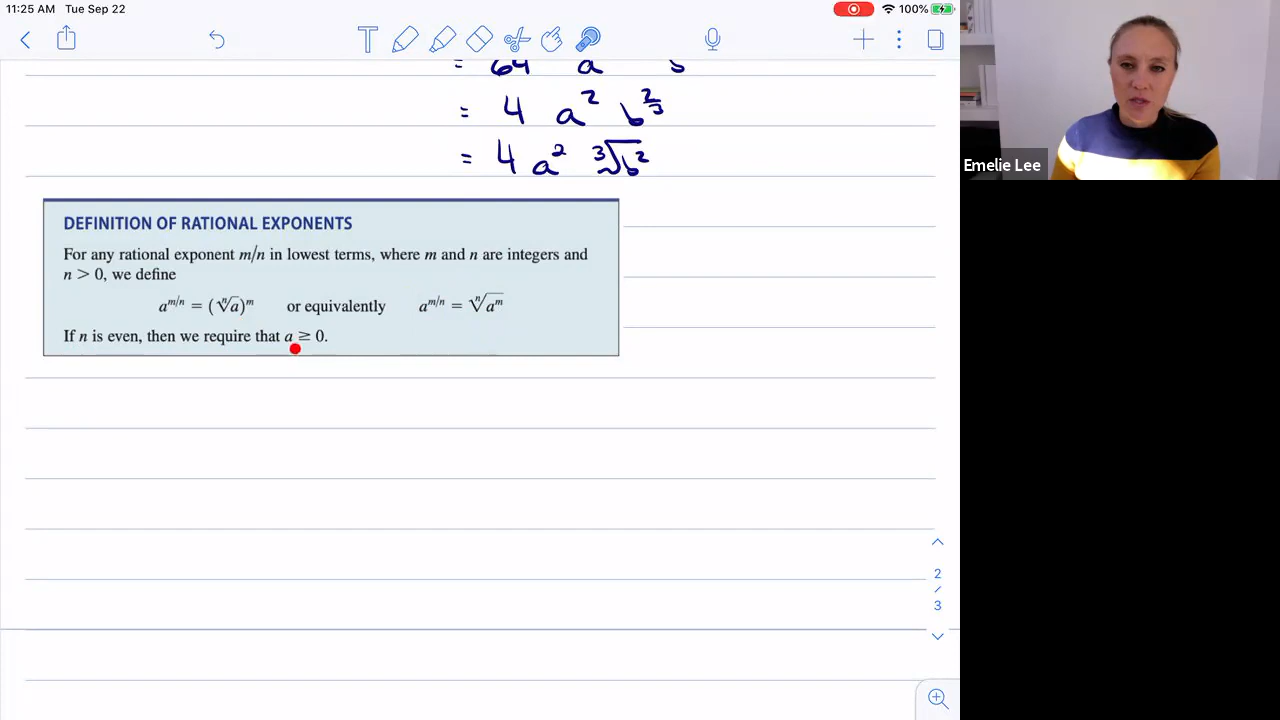 11:25 AM Tue Sep 22
100%
= 64 a
= 4 a² b^{2/3}
= 4 a² ∛b²
Emelie Lee
DEFINITION OF RATIONAL EXPONENTS
For any rational exponent m/n in lowest terms, where m and n are integers and
n > 0, we define
a^{m/n} = (ⁿ√a)^m or equivalently a^{m/n} = ⁿ√a^m
If n is even, then we require that a ≥ 0.
2
/
3